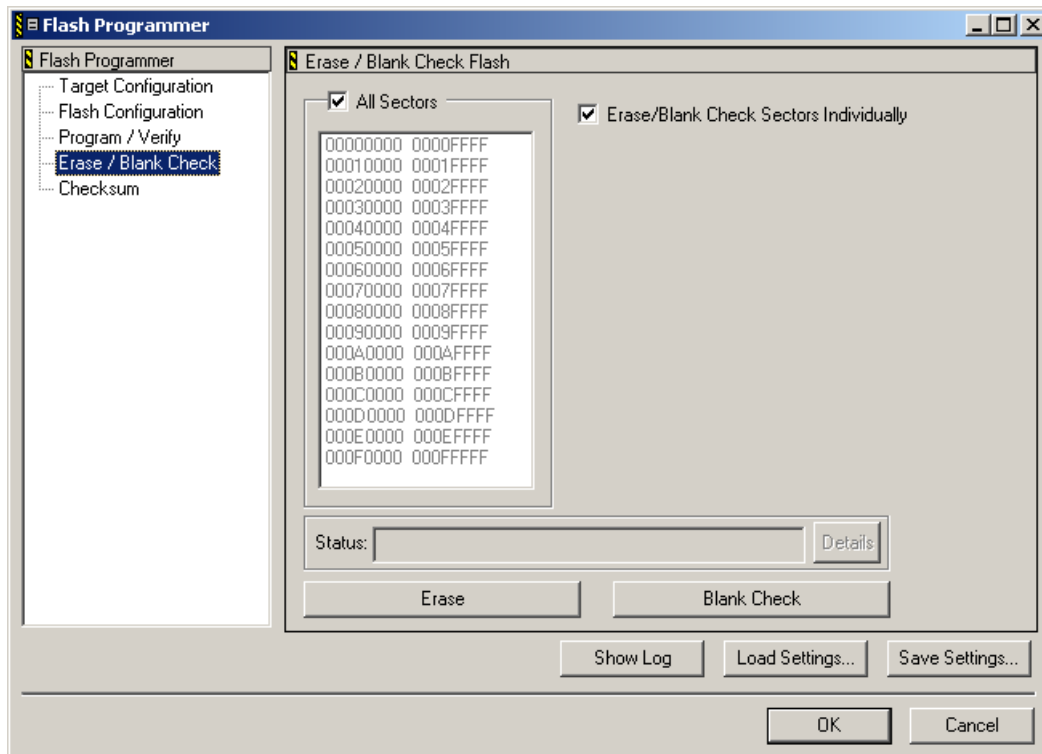 Flash Programmer
Flash Programmer
Target Configuration
Flash Configuration
Program / Verify
Erase / Blank Check
Checksum
Erase / Blank Check Flash
All Sectors
Erase/Blank Check Sectors Individually
00000000 0000FFFF
00010000 0001FFFF
00020000 0002FFFF
00030000 0003FFFF
00040000 0004FFFF
00050000 0005FFFF
00060000 0006FFFF
00070000 0007FFFF
00080000 0008FFFF
00090000 0009FFFF
000A0000 000AFFFF
000B0000 000BFFFF
000C0000 000CFFFF
000D0000 000DFFFF
000E0000 000EFFFF
000F0000 000FFFFF
Status: Details
Erase Blank Check
Show Log Load Settings... Save Settings...
OK Cancel